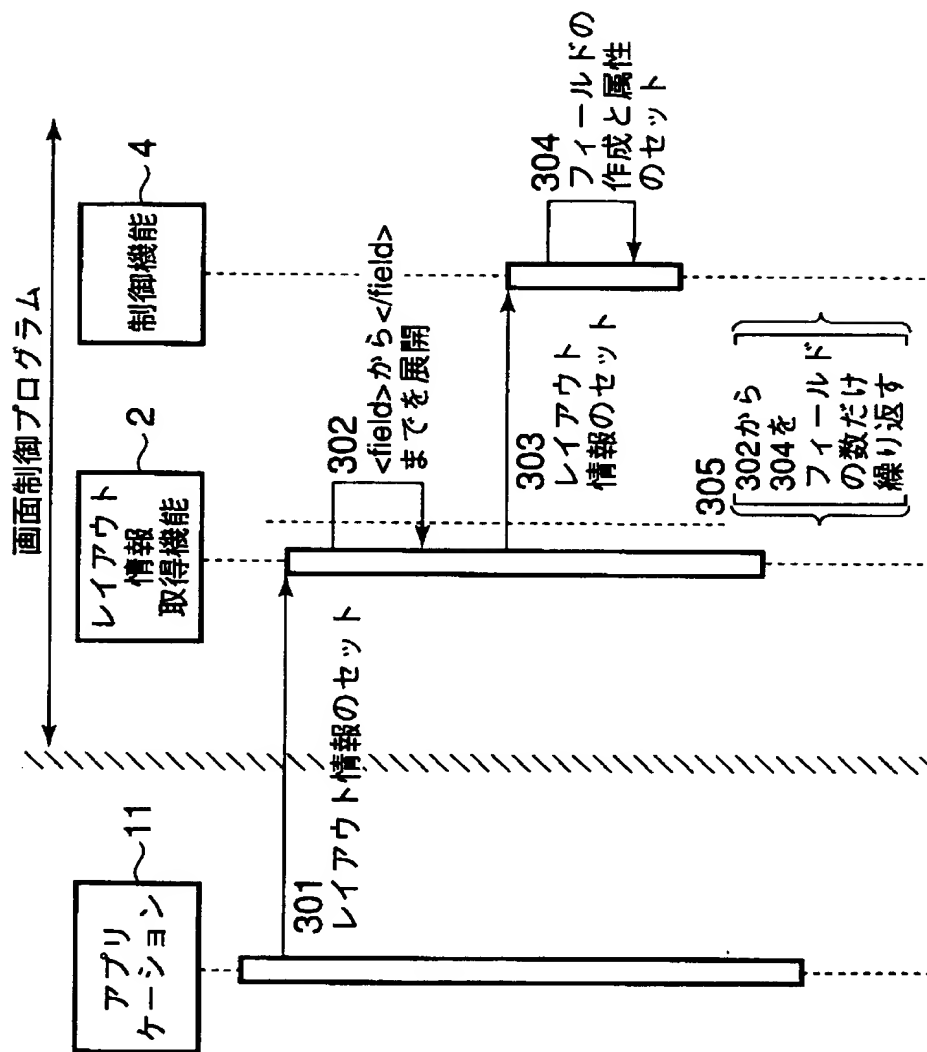 画面制御プログラム
アプリ
ケーション
11
レイアウト
情報
取得機能
2
制御機能
4
301
レイアウト情報のセット
302
<field>から</field>
までを展開
303
レイアウト
情報のセット
304
フィールドの
作成と属性
のセット
305
302から
304を
フィールド
の数だけ
繰り返す